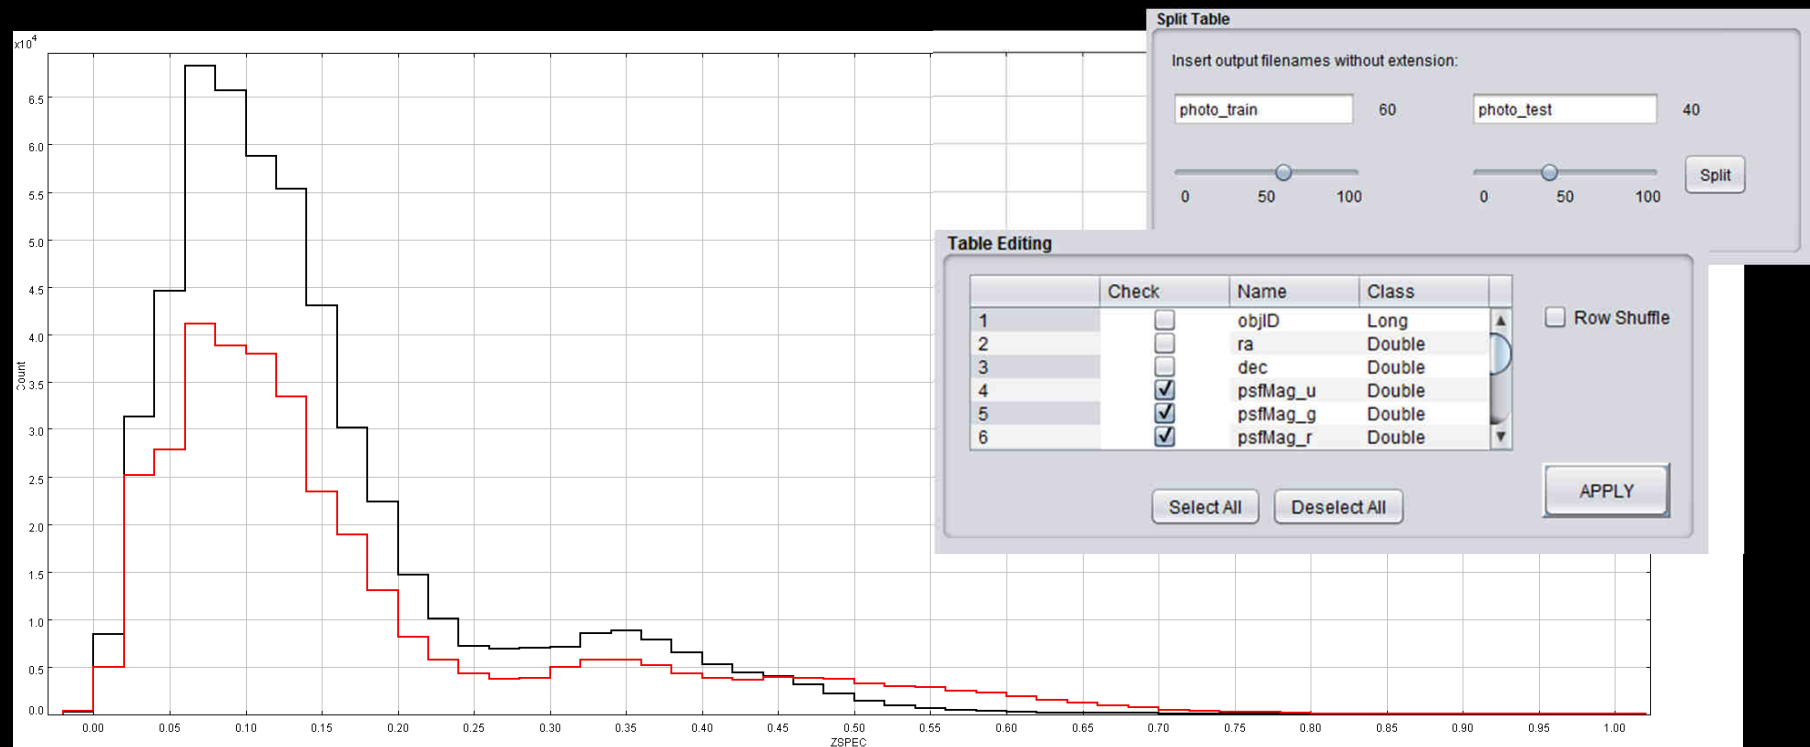 x10⁴
6.5
6.0
5.5
5.0
4.5
4.0
3.5
3.0
2.5
2.0
1.5
1.0
0.5
0.0
Count
0.00 0.05 0.10 0.15 0.20 0.25 0.30 0.35 0.40 0.45 0.50 0.55 0.60 0.65 0.70 0.75 0.80 0.85 0.90 0.95 1.00
ZSPEC
Split Table
Insert output filenames without extension:
photo_train 60 photo_test 40
Split
0 50 100 0 50 100
Table Editing
Check Name Class
1 objID Long
2 ra Double
3 dec Double
4 psfMag_u Double
5 psfMag_g Double
6 psfMag_r Double
Row Shuffle
APPLY
Select All Deselect All